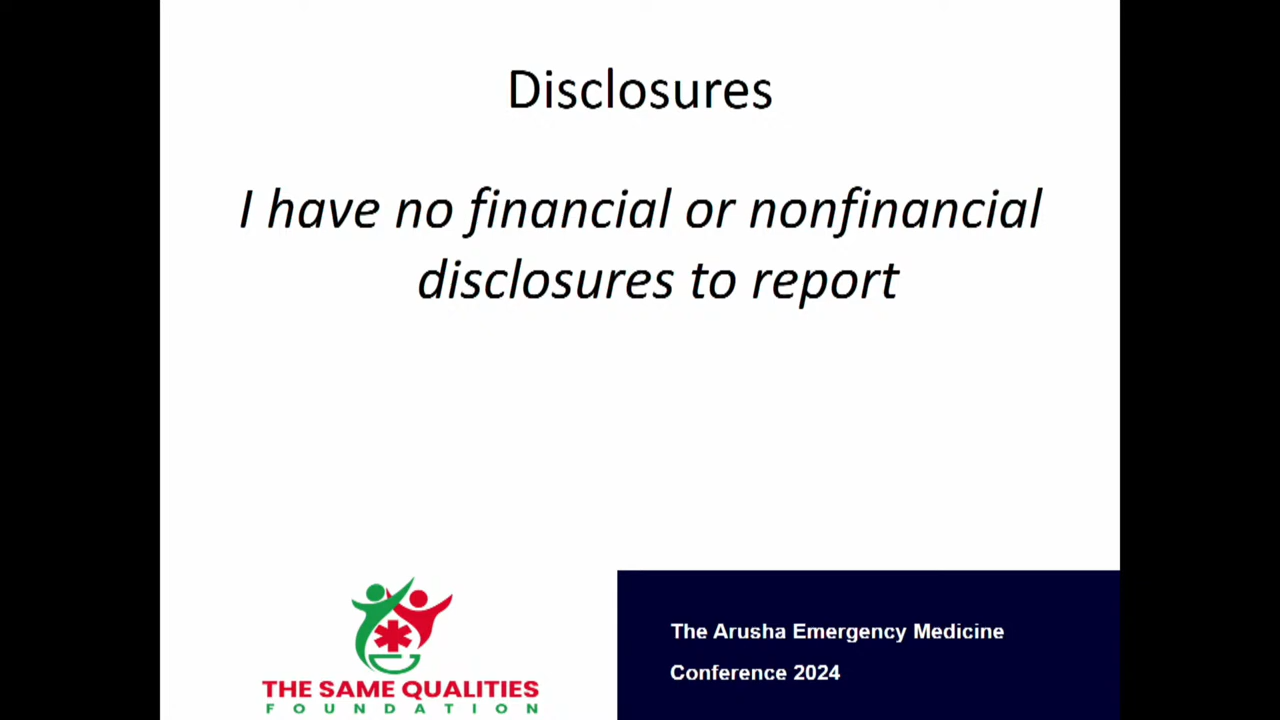 Disclosures
I have no financial or nonfinancial
disclosures to report
THE SAME QUALITIES
FOUNDATION
The Arusha Emergency Medicine
Conference 2024